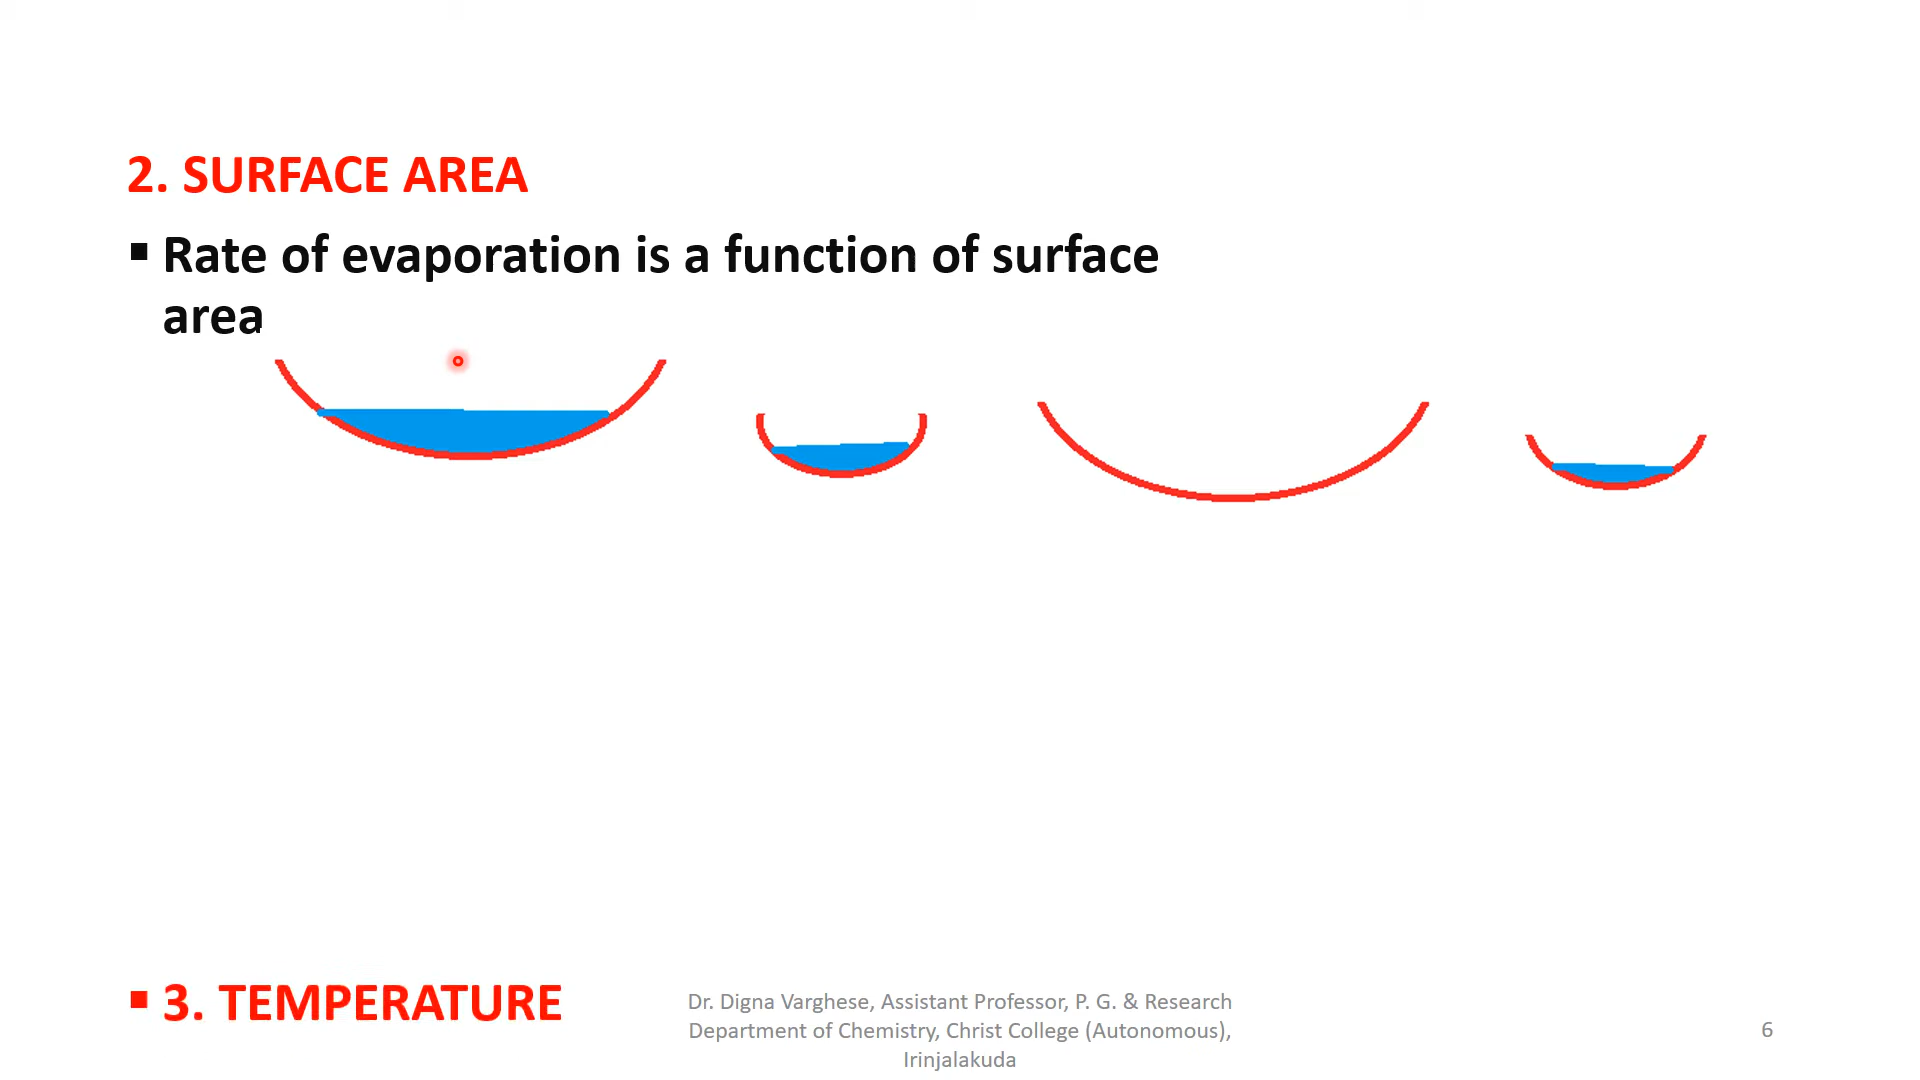 2. SURFACE AREA
▪ Rate of evaporation is a function of surface
area
▪ 3. TEMPERATURE
Dr. Digna Varghese, Assistant Professor, P. G. & Research
Department of Chemistry, Christ College (Autonomous),
Irinjalakuda
6